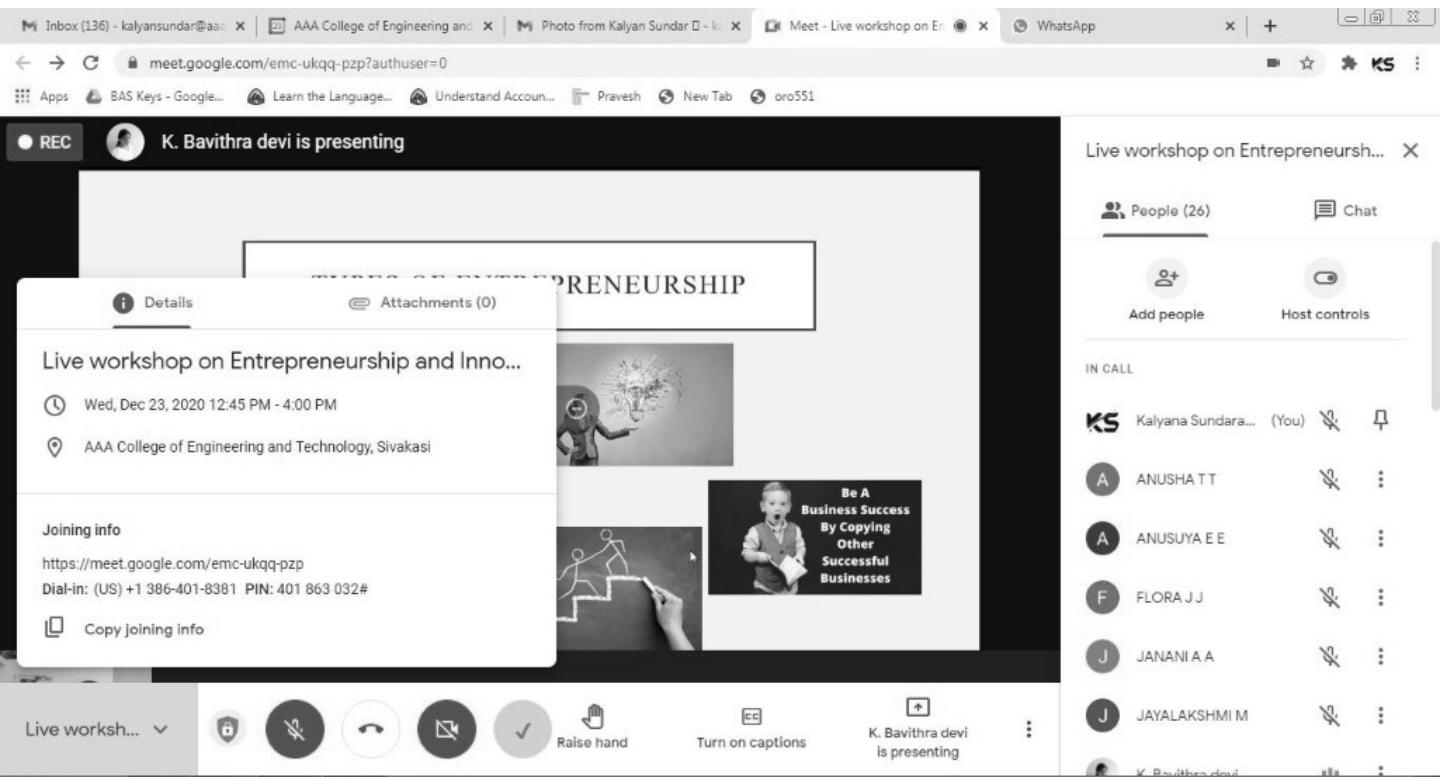 Inbox (136) - kalyansundar@aaa
AAA College of Engineering and
Photo from Kalyan Sundar
Meet - Live workshop on En
WhatsApp
meet.google.com/emc-ukqq-pzp?authuser=0
KS
Apps
BAS Keys - Google...
Learn the Language...
Understand Accoun...
Pravesh
New Tab
oro551
REC
K. Bavithra devi is presenting
TYPES OF ENTREPRENEURSHIP
Be A
Business Success
By Copying
Other
Successful
Businesses
Details
Attachments (0)
Live workshop on Entrepreneurship and Inno...
Wed, Dec 23, 2020 12:45 PM - 4:00 PM
AAA College of Engineering and Technology, Sivakasi
Joining info
https://meet.google.com/emc-ukqq-pzp
Dial-in: (US) +1 386-401-8381 PIN: 401 863 032#
Copy joining info
Live worksh...
Raise hand
CC
Turn on captions
K. Bavithra devi
is presenting
Live workshop on Entrepreneursh...
People (26)
Chat
Add people
Host controls
IN CALL
KS Kalyana Sundara... (You)
A ANUSHA T T
A ANUSUYA E E
F FLORA J J
J JANANI A A
J JAYALAKSHMI M
K. Bavithra devi